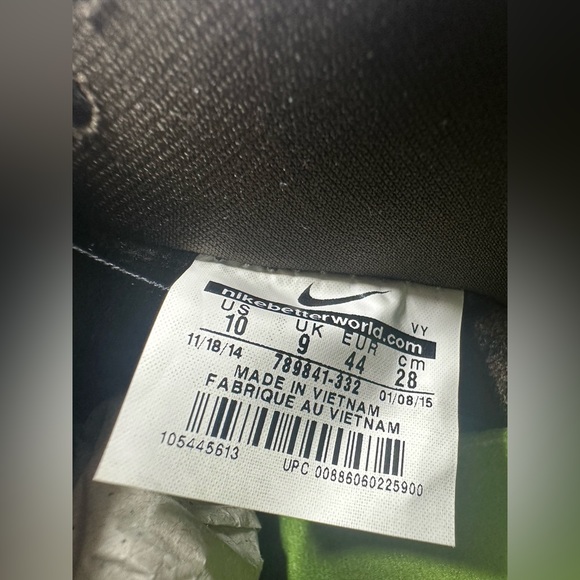 nikebetterworld.com VY
US UK EUR cm
10 9 44 28
11/18/14 789841-332 01/08/15
MADE IN VIETNAM
FABRIQUE AU VIETNAM
105445613 UPC 00886060225900